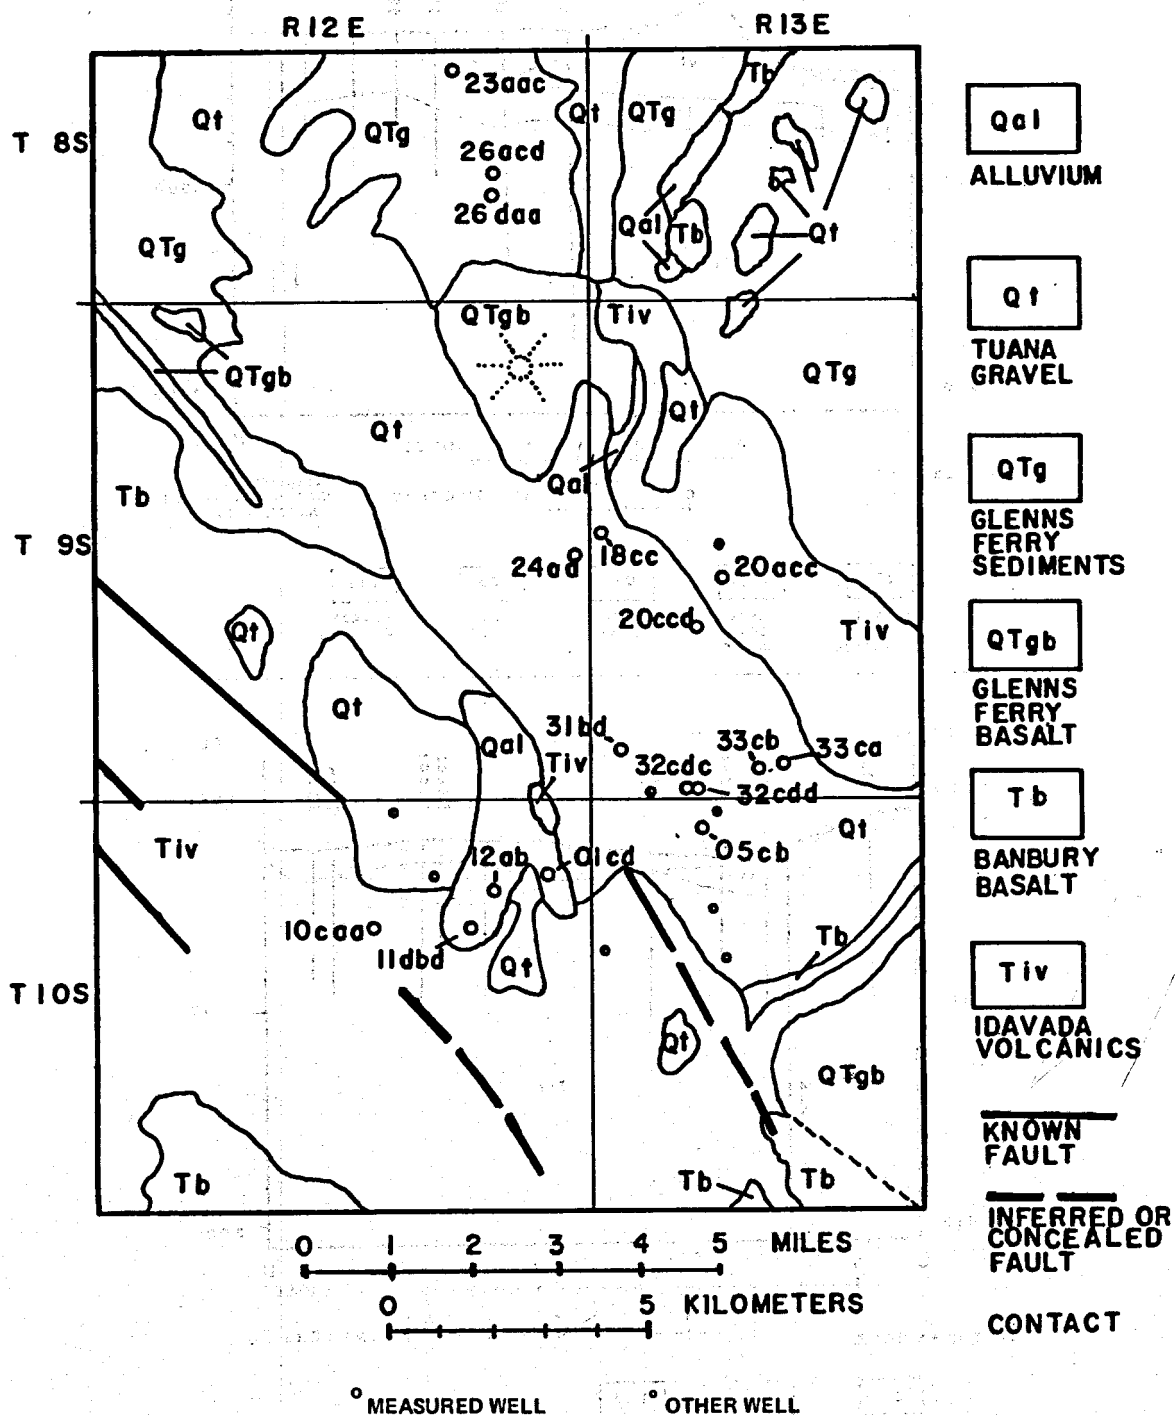 R12E
R13E
T 8S
Qt
QTg
23aac
26acd
26daa
Qt
QTg
Tb
Qal
Tb
Qt
QTg
QTgb
Tiv
QTgb
QTg
Qt
Qt
Tb
Qal
T 9S
24ad
18cc
20acc
20ccd
Tiv
Qt
Qt
Qal
Tiv
31bd
32cdc
33cb
33ca
32cdd
Tiv
12ab
01cd
05cb
Qt
10caa
11dbd
Qt
Tb
T10S
Qt
QTgb
Tb
Tb
Tb
Qal
ALLUVIUM
Qt
TUANA
GRAVEL
QTg
GLENNS
FERRY
SEDIMENTS
QTgb
GLENNS
FERRY
BASALT
Tb
BANBURY
BASALT
Tiv
IDAVADA
VOLCANICS
KNOWN
FAULT
INFERRED OR
CONCEALED
FAULT
CONTACT
0 1 2 3 4 5 MILES
0 5 KILOMETERS
MEASURED WELL
OTHER WELL